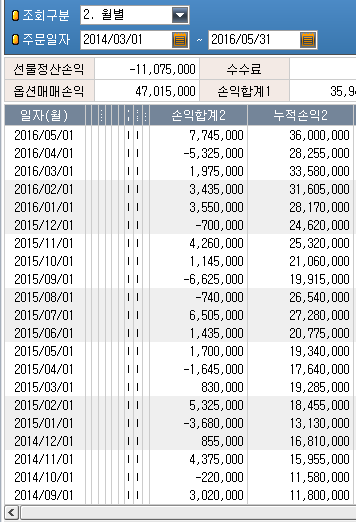 조회구분 2. 월별
주문일자 2014/03/01 ~ 2016/05/31
선물정산손익 -11,075,000 수수료
옵션매매손익 47,015,000 손익합계1 35,94
일자(월) 손익합계2 누적손익2
2016/05/01 7,745,000 36,000,000
2016/04/01 -5,325,000 28,255,000
2016/03/01 1,975,000 33,580,000
2016/02/01 3,435,000 31,605,000
2016/01/01 3,550,000 28,170,000
2015/12/01 -700,000 24,620,000
2015/11/01 4,260,000 25,320,000
2015/10/01 1,145,000 21,060,000
2015/09/01 -6,625,000 19,915,000
2015/08/01 -740,000 26,540,000
2015/07/01 6,505,000 27,280,000
2015/06/01 1,435,000 20,775,000
2015/05/01 1,700,000 19,340,000
2015/04/01 -1,645,000 17,640,000
2015/03/01 830,000 19,285,000
2015/02/01 5,325,000 18,455,000
2015/01/01 -3,680,000 13,130,000
2014/12/01 855,000 16,810,000
2014/11/01 4,375,000 15,955,000
2014/10/01 -220,000 11,580,000
2014/09/01 3,020,000 11,800,000